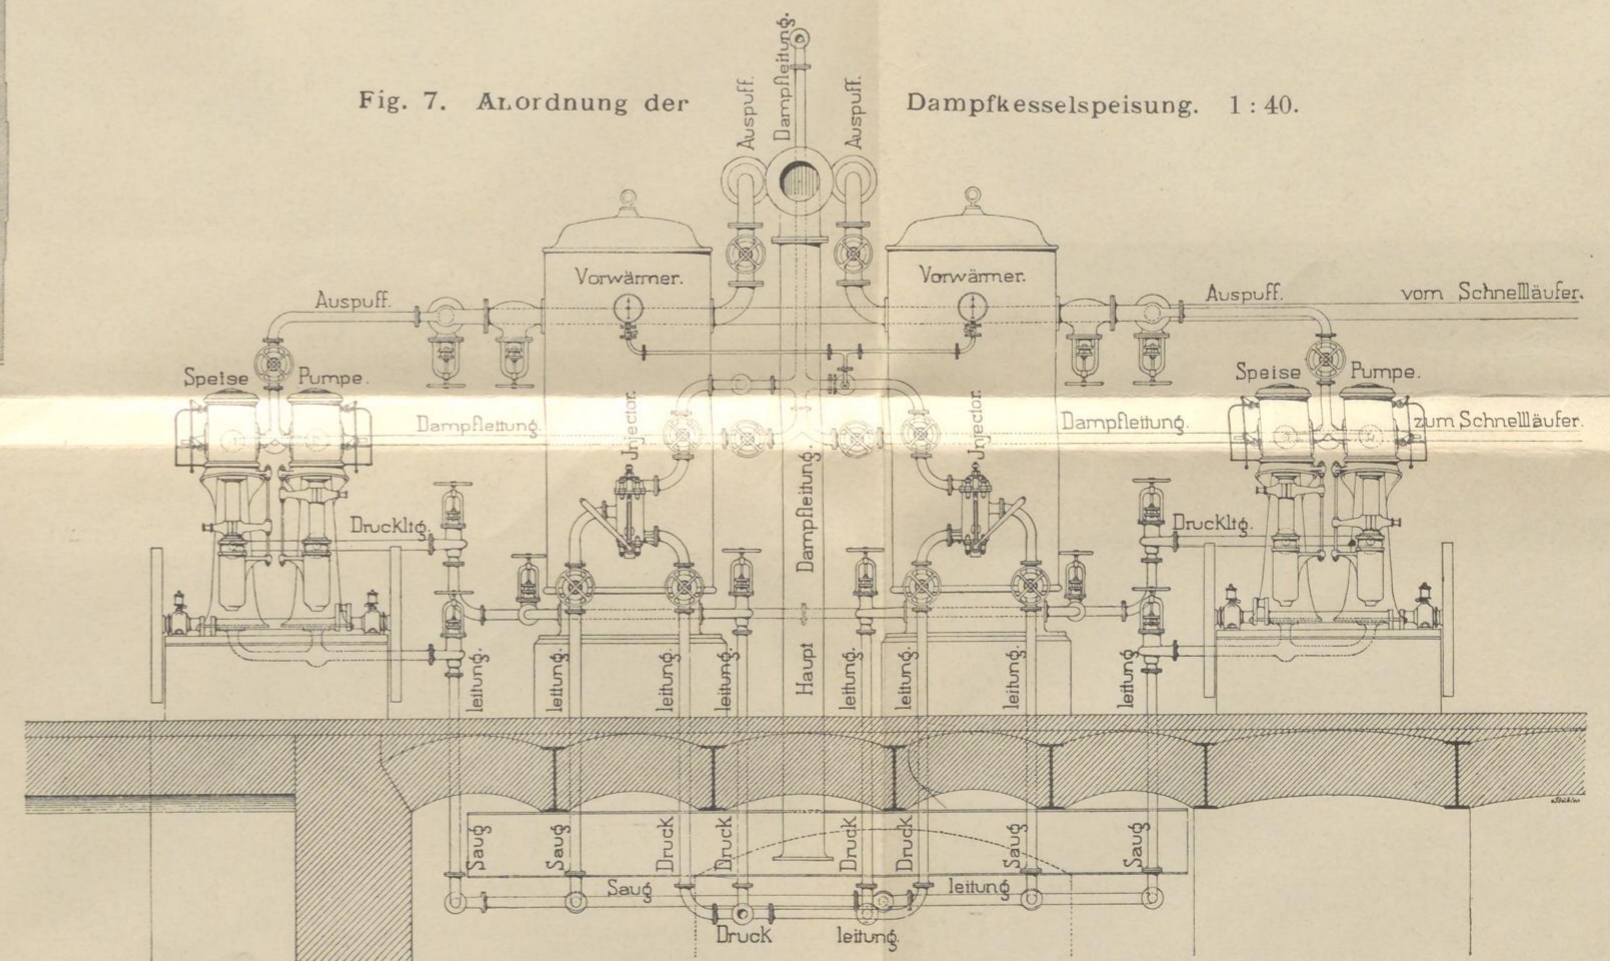 Fig. 7. Anordnung der Dampfkesselspeisung. 1 : 40.
Auspuff.
Dampfleitung.
Auspuff.
Vorwärmer.
Vorwärmer.
Auspuff.
Auspuff.
vom Schnellläufer.
Speise Pumpe.
Speise Pumpe.
Dampfleitung.
Injector.
Injector.
Dampfleitung.
zum Schnellläufer.
Druckltg.
Druckltg.
Haupt Dampfleitung.
Saug leitung.
Saug leitung.
Druck leitung.
Druck leitung.
Druck leitung.
Druck leitung.
Saug leitung.
Saug leitung
Saug leitung
Druck leitung.